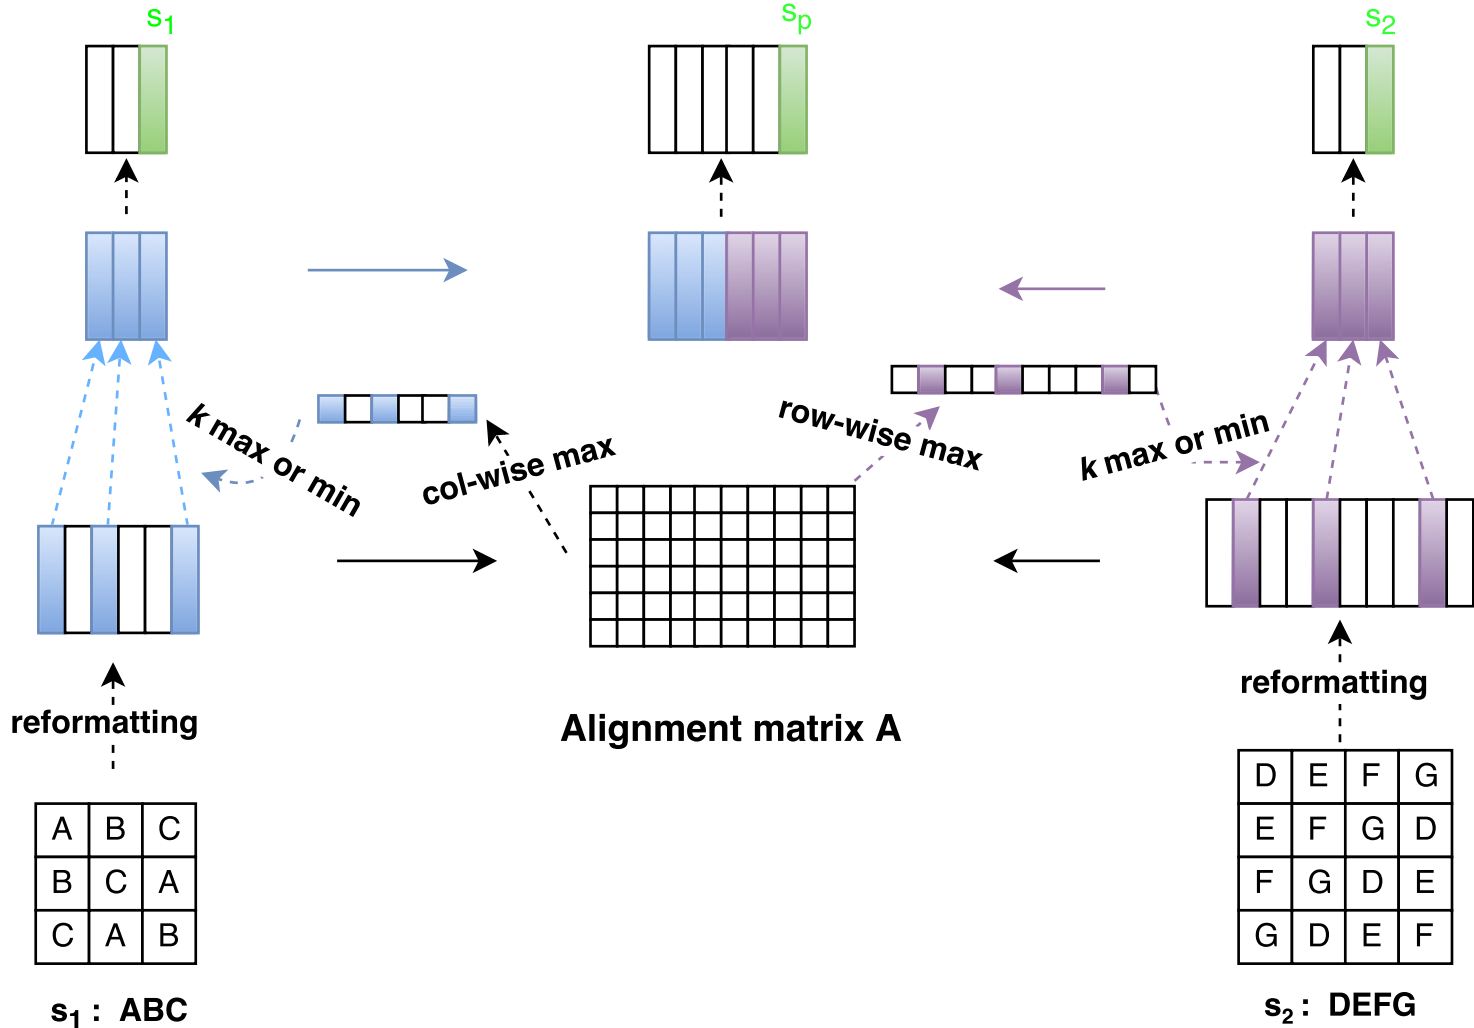 s1
sp
s2
k max or min
col-wise max
row-wise max
k max or min
reformatting
reformatting
Alignment matrix A
A B C
B C A
C A B
D E F G
E F G D
F G D E
G D E F
s1 : ABC
s2 : DEFG